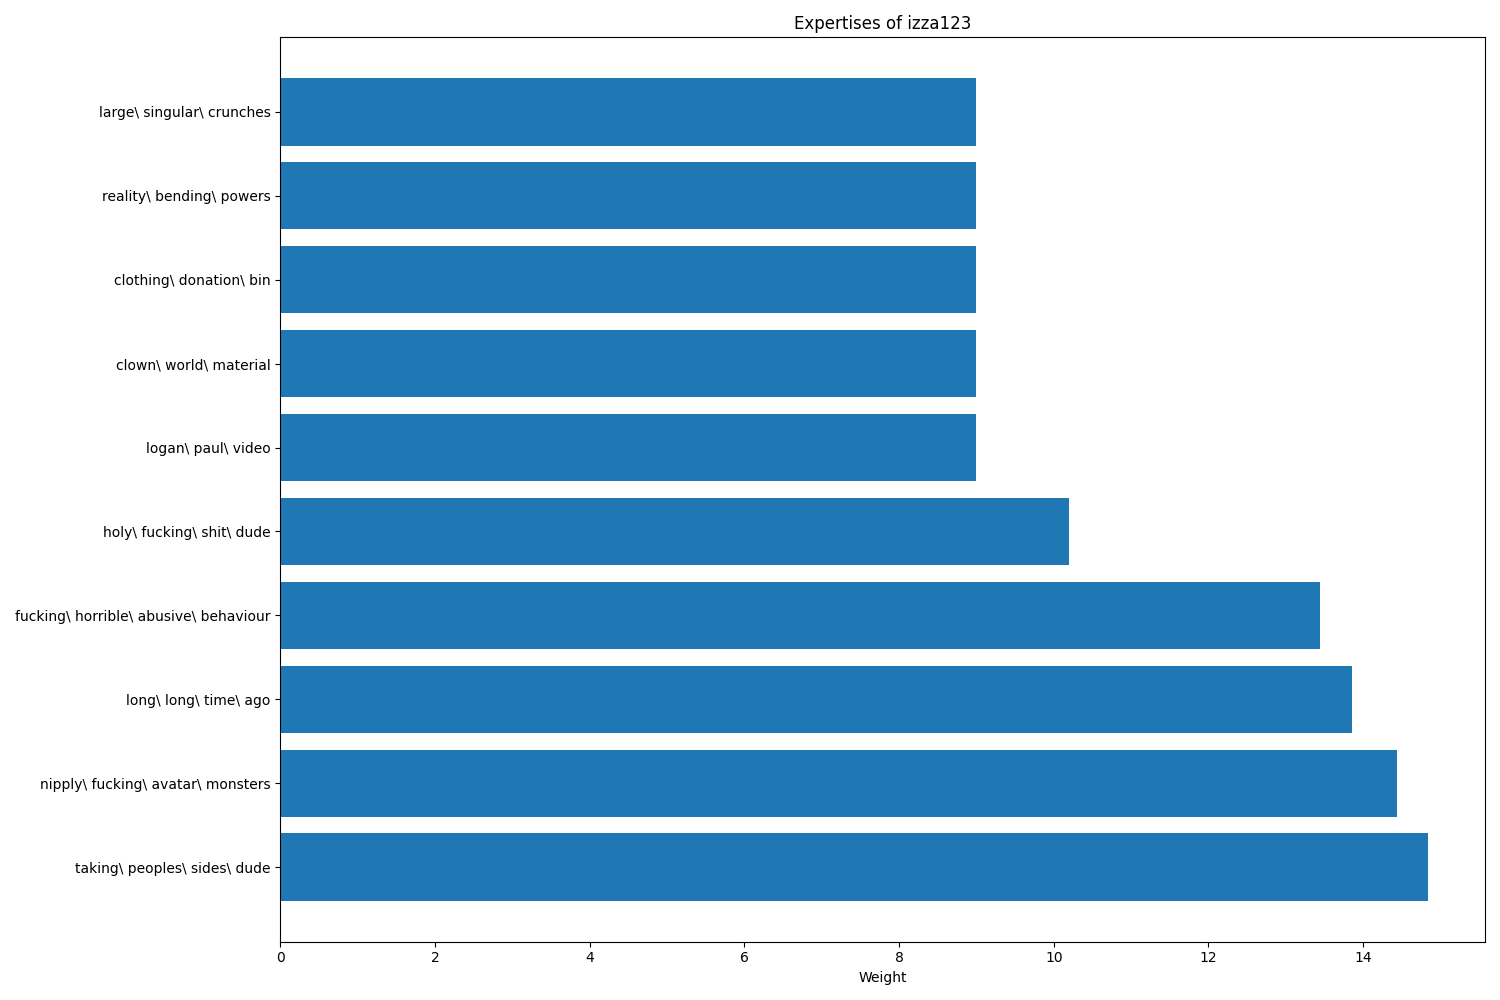 Expertises of izza123
large\ singular\ crunches
reality\ bending\ powers
clothing\ donation\ bin
clown\ world\ material
logan\ paul\ video
holy\ fucking\ shit\ dude
fucking\ horrible\ abusive\ behaviour
long\ long\ time\ ago
nipply\ fucking\ avatar\ monsters
taking\ peoples\ sides\ dude
0 2 4 6 8 10 12 14
Weight